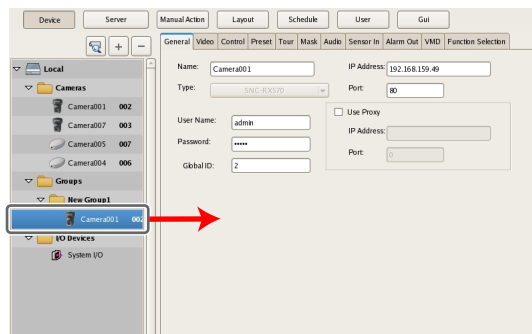 Device Server Manual Action Layout Schedule User Gui
General Video Control Preset Tour Mask Audio Sensor In Alarm Out VMD Function Selection
Local
Cameras
Camera001 002
Camera007 003
Camera005 007
Camera004 006
Groups
New Group1
Camera001 002
I/O Devices
System I/O
Name: Camera001 IP Address: 192.168.159.49
Type: SNC-RX570 Port: 80
Use Proxy
User Name: admin IP Address:
Password: •••••
Port: 0
Global ID: 2